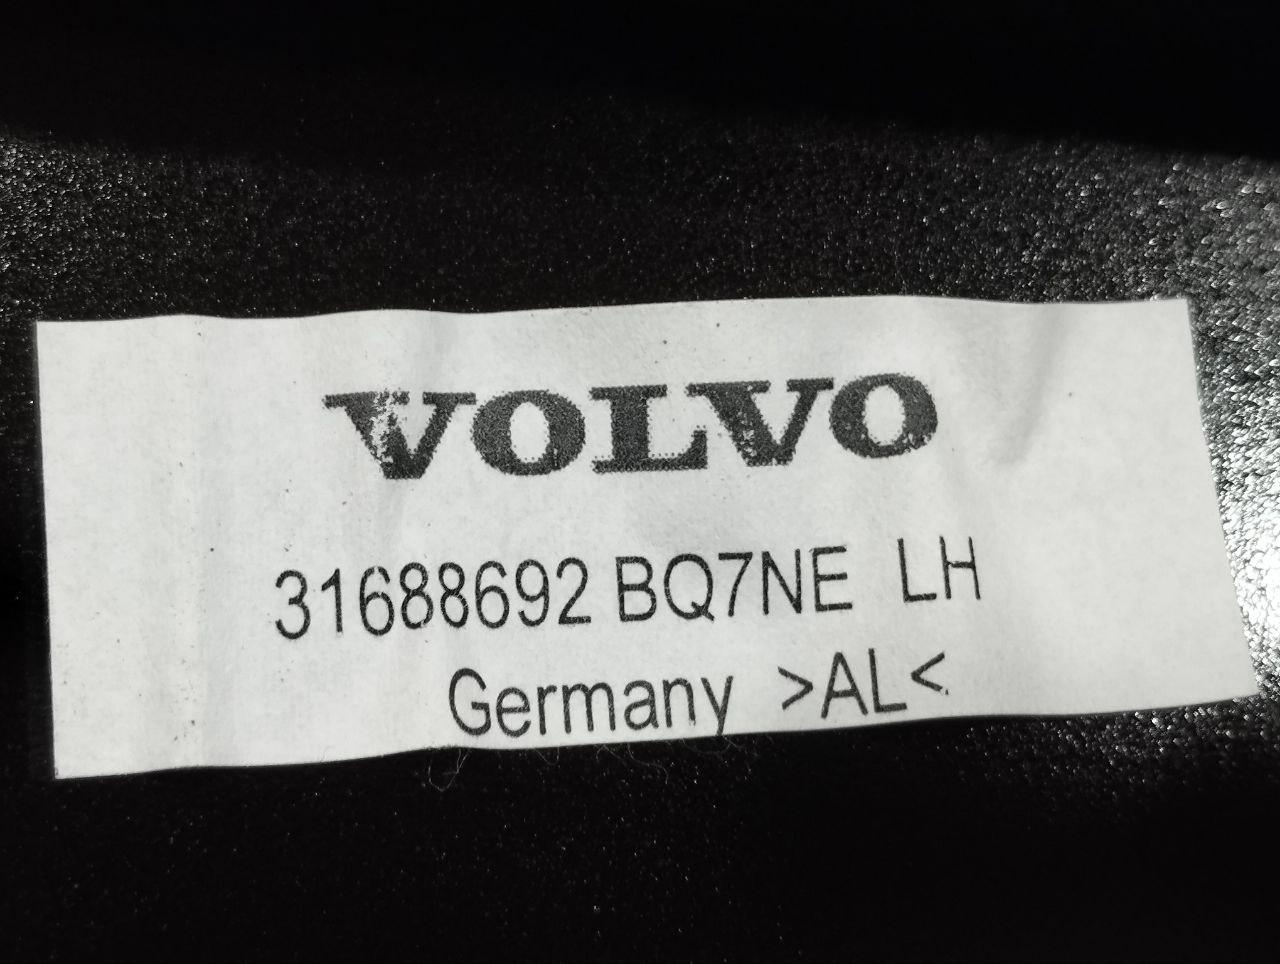 VOLVO
31688692 BQ7NE LH
Germany >AL<